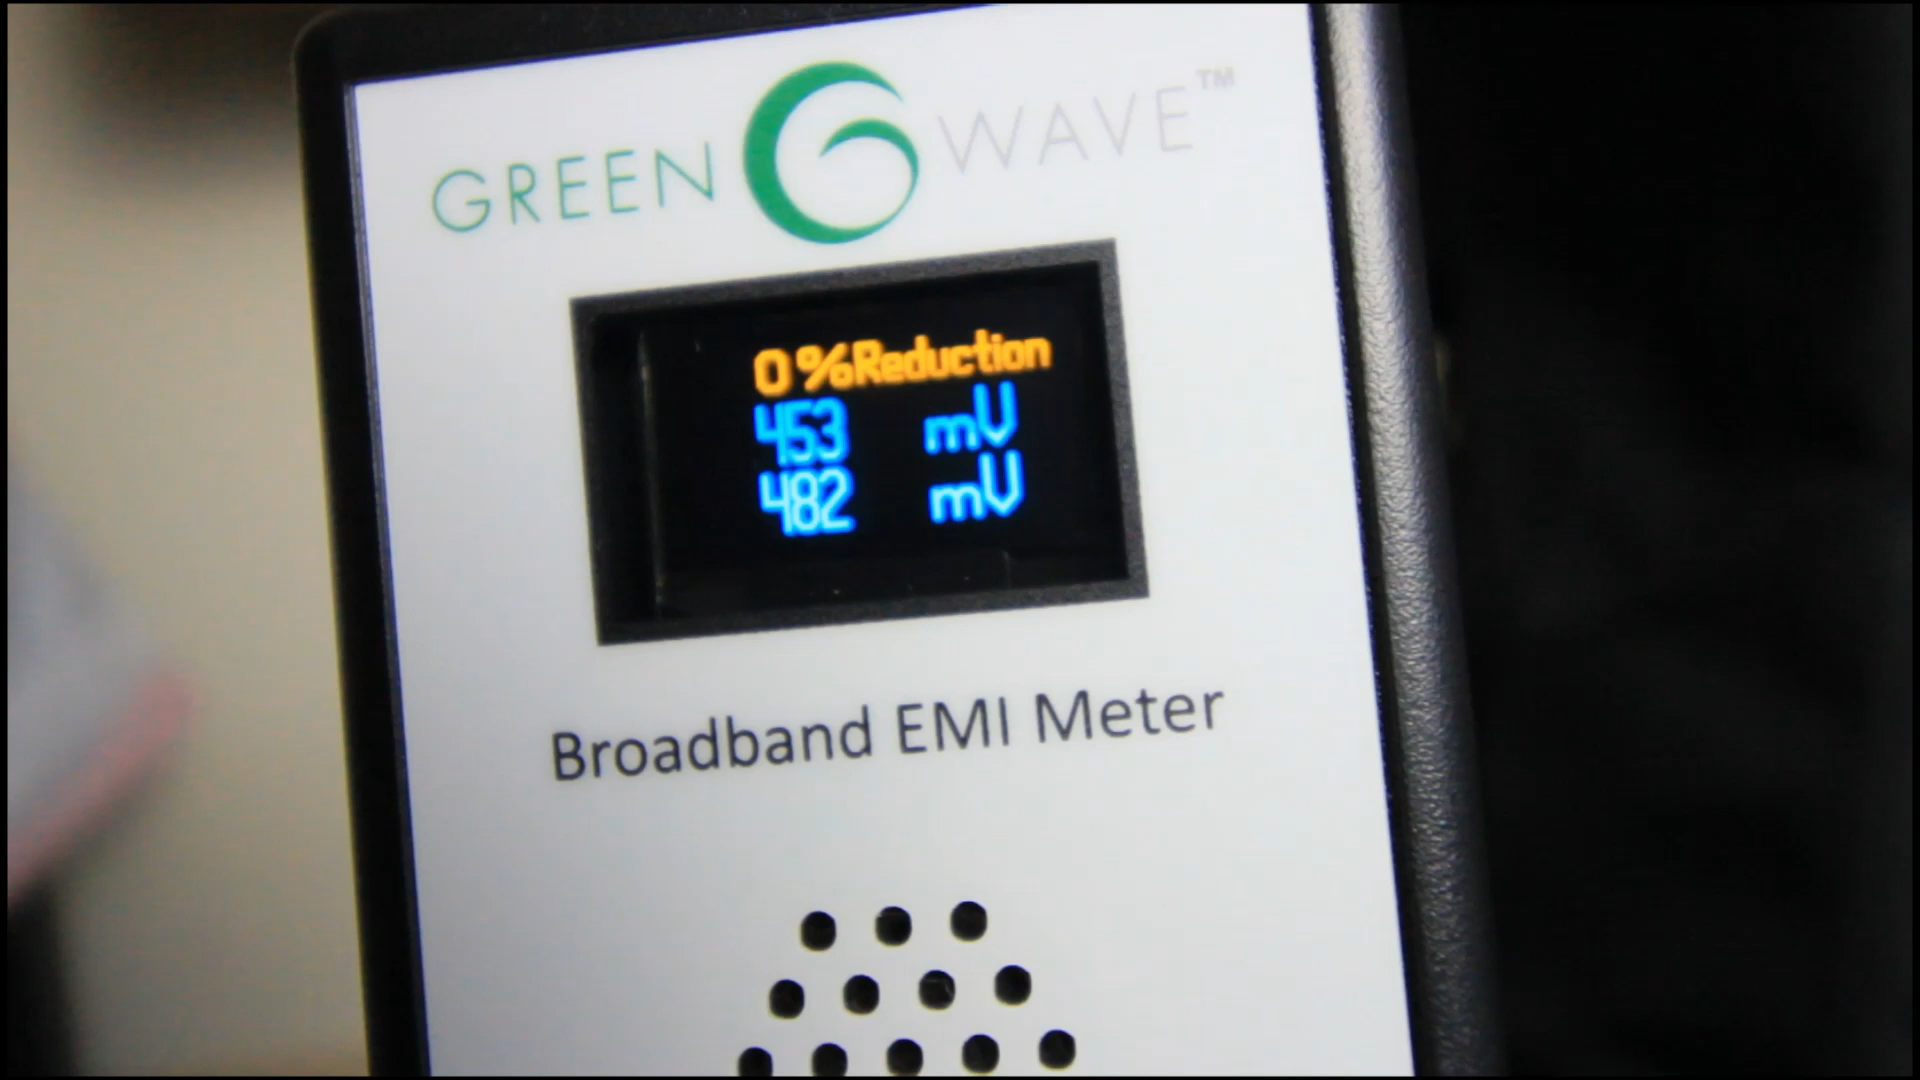 GREEN WAVE™
0 %Reduction
453 mV
482 mV
Broadband EMI Meter